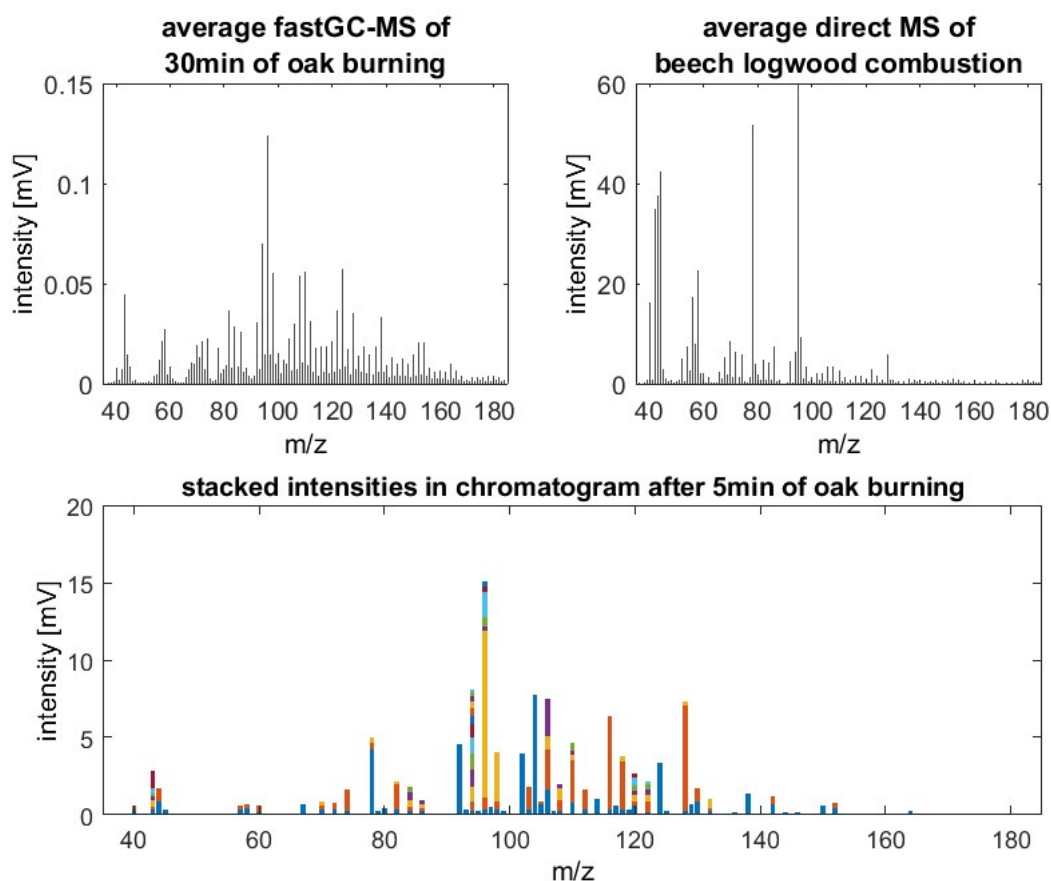 average fastGC-MS of
30min of oak burning
0.15
0.1
0.05
0
intensity [mV]
40 60 80 100 120 140 160 180
m/z
average direct MS of
beech logwood combustion
60
40
20
0
intensity [mV]
40 60 80 100 120 140 160 180
m/z
stacked intensities in chromatogram after 5min of oak burning
20
15
10
5
0
intensity [mV]
40 60 80 100 120 140 160 180
m/z